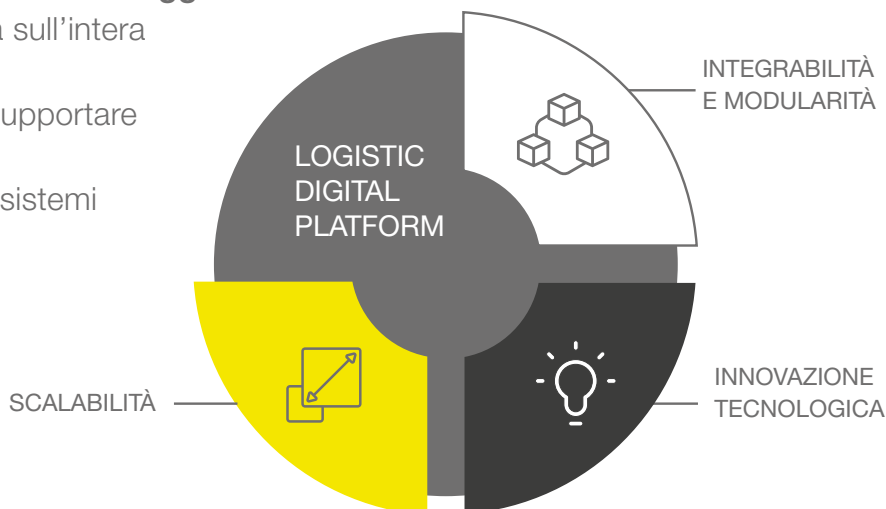 sull’intera
upportare
sistemi
LOGISTIC
DIGITAL
PLATFORM
INTEGRABILITÀ
E MODULARITÀ
SCALABILITÀ
INNOVAZIONE
TECNOLOGICA